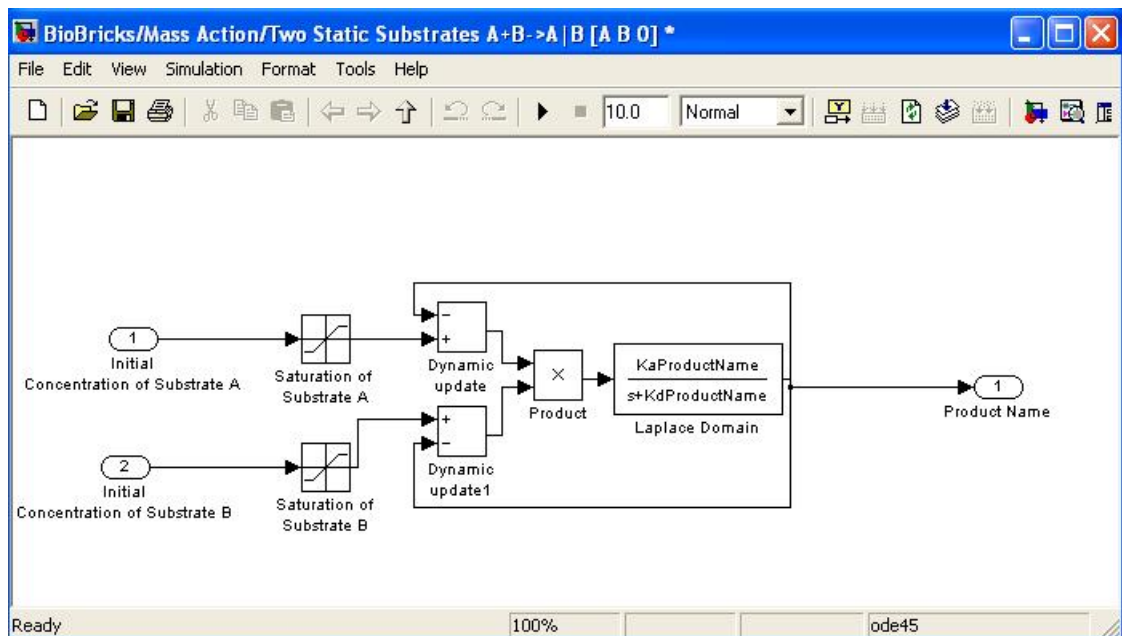 BioBricks/Mass Action/Two Static Substrates A+B->A|B [A B 0] *
File Edit View Simulation Format Tools Help
10.0 Normal
1
Initial
Concentration of Substrate A
Saturation of
Substrate A
−
+
Dynamic
update
×
Product
KaProductName
s+KdProductName
Laplace Domain
1
Product Name
2
Initial
Concentration of Substrate B
Saturation of
Substrate B
+
−
Dynamic
update1
Ready 100% ode45